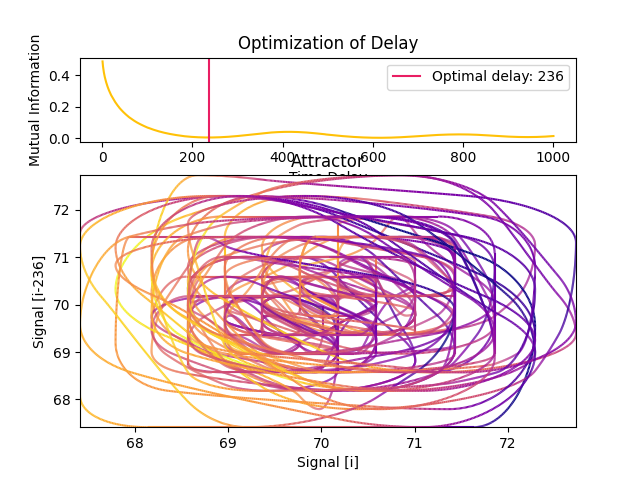 Optimization of Delay
Mutual Information
0.4
0.2
0.0
Optimal delay: 236
0 200 400 600 800 1000
Attractor
Signal [i-236]
72
71
70
69
68
68 69 70 71 72
Signal [i]